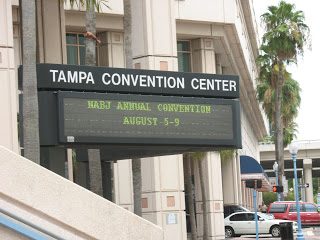 TAMPA CONVENTION CENTER
NABJ ANNUAL CONVENTION
AUGUST 5-9